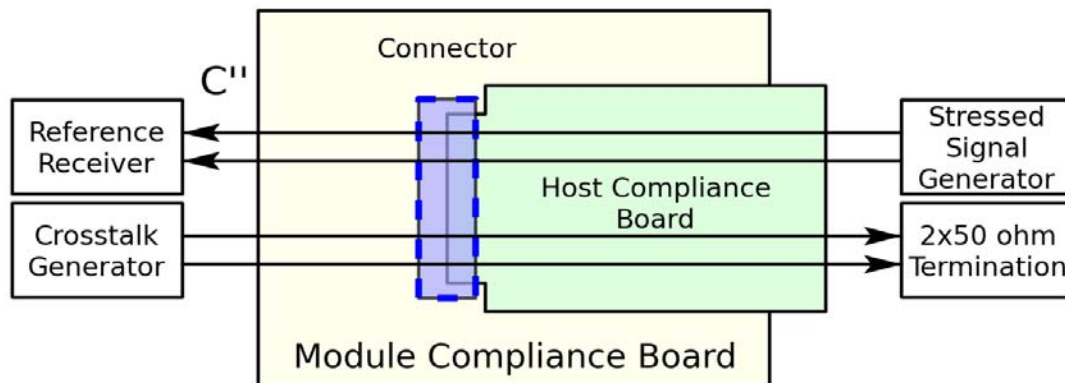 Connector
C''
Reference
Receiver
Stressed
Signal
Generator
Host Compliance
Board
Crosstalk
Generator
2x50 ohm
Termination
Module Compliance Board